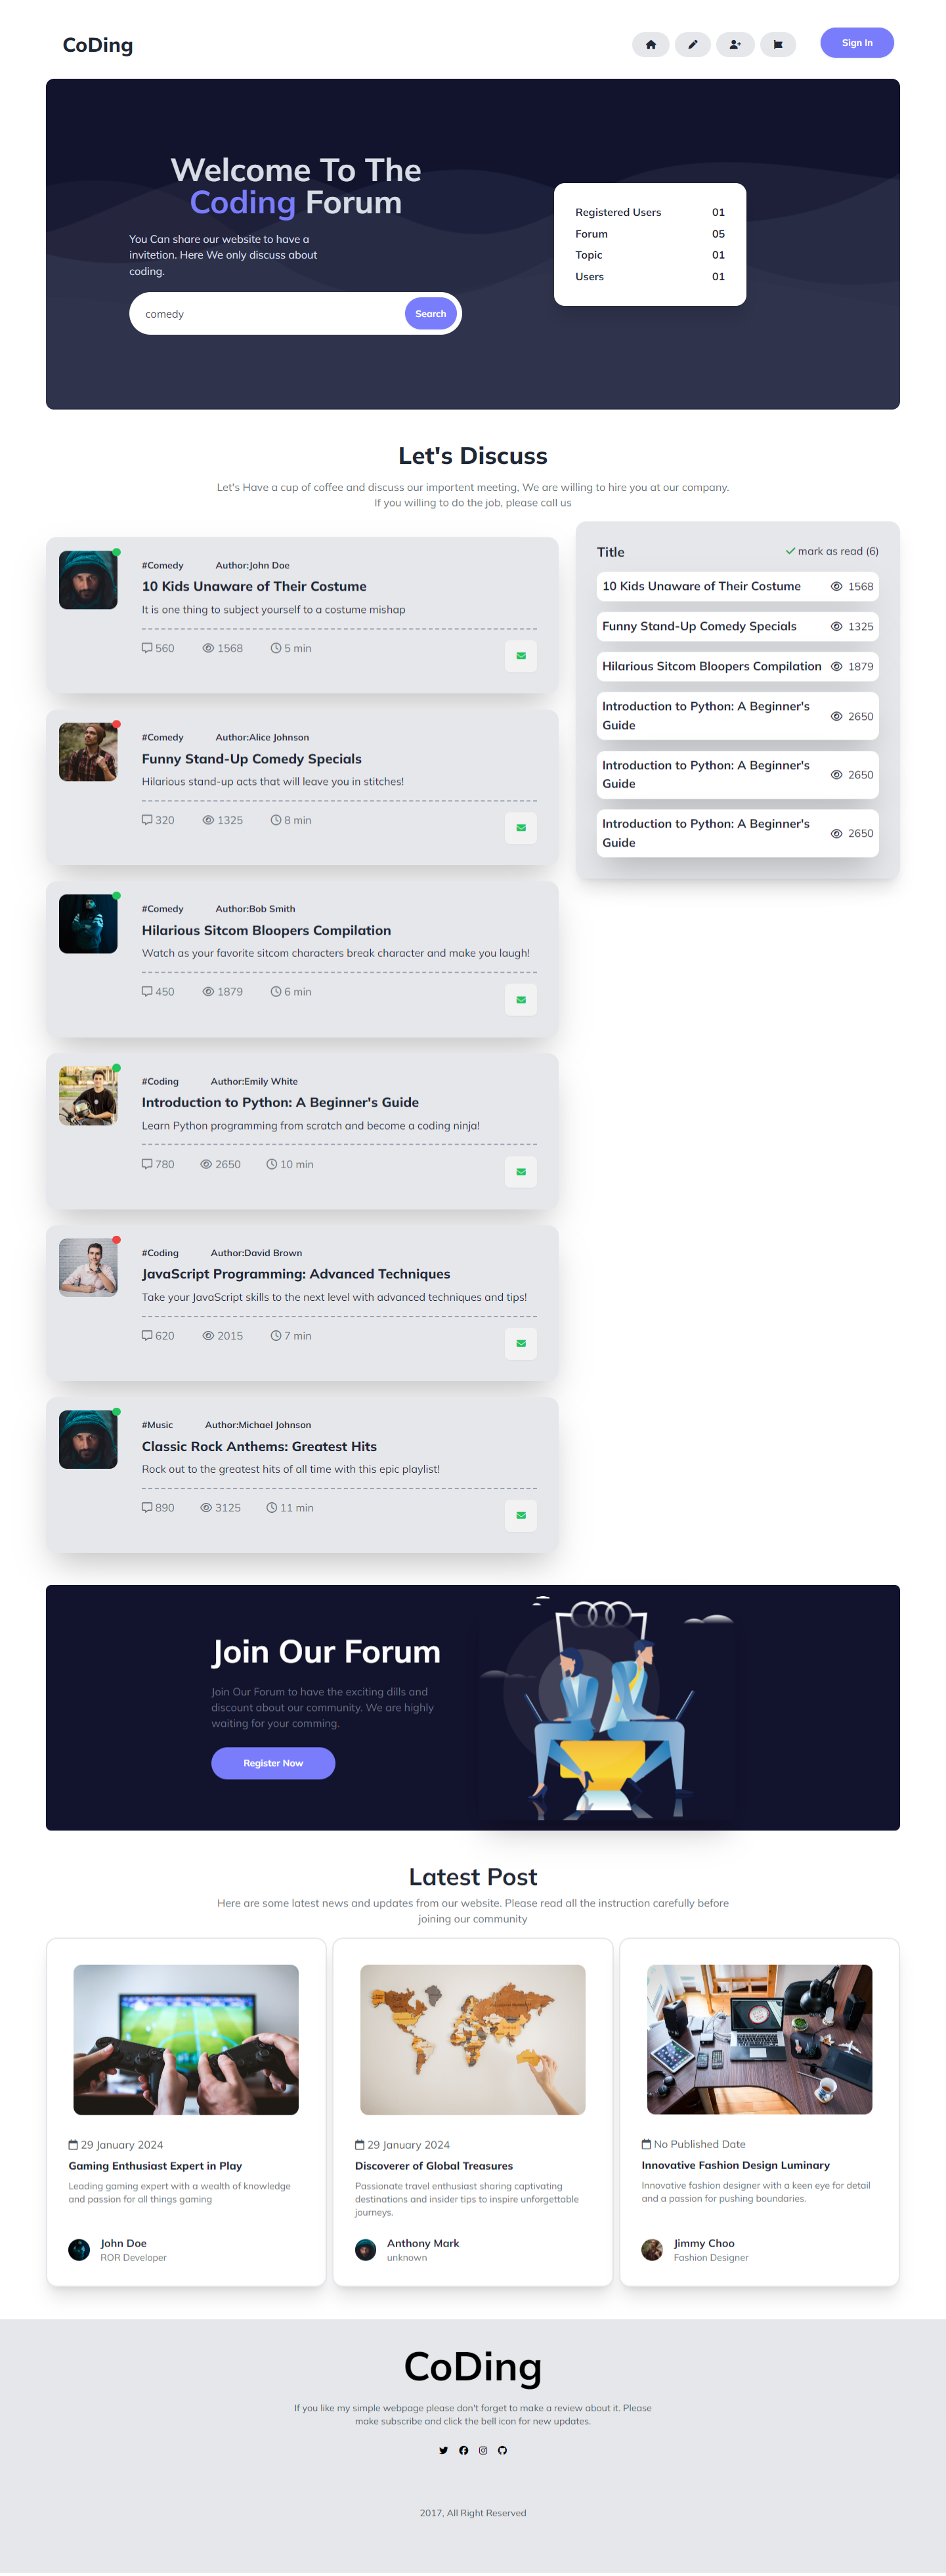 CoDing
Sign In
Welcome To The
Coding Forum
You Can share our website to have a
invitetion. Here We only discuss about
coding.
comedy
Search
Registered Users 01
Forum 05
Topic 01
Users 01
Let's Discuss
Let's Have a cup of coffee and discuss our importent meeting, We are willing to hire you at our company.
If you willing to do the job, please call us
#Comedy Author:John Doe
10 Kids Unaware of Their Costume
It is one thing to subject yourself to a costume mishap
560 1568 5 min
#Comedy Author:Alice Johnson
Funny Stand-Up Comedy Specials
Hilarious stand-up acts that will leave you in stitches!
320 1325 8 min
#Comedy Author:Bob Smith
Hilarious Sitcom Bloopers Compilation
Watch as your favorite sitcom characters break character and make you laugh!
450 1879 6 min
#Coding Author:Emily White
Introduction to Python: A Beginner's Guide
Learn Python programming from scratch and become a coding ninja!
780 2650 10 min
#Coding Author:David Brown
JavaScript Programming: Advanced Techniques
Take your JavaScript skills to the next level with advanced techniques and tips!
620 2015 7 min
#Music Author:Michael Johnson
Classic Rock Anthems: Greatest Hits
Rock out to the greatest hits of all time with this epic playlist!
890 3125 11 min
Title mark as read (6)
10 Kids Unaware of Their Costume 1568
Funny Stand-Up Comedy Specials 1325
Hilarious Sitcom Bloopers Compilation 1879
Introduction to Python: A Beginner's
Guide 2650
Introduction to Python: A Beginner's
Guide 2650
Introduction to Python: A Beginner's
Guide 2650
Join Our Forum
Join Our Forum to have the exciting dills and
discount about our community. We are highly
waiting for your comming.
Register Now
Latest Post
Here are some latest news and updates from our website. Please read all the instruction carefully before
joining our community
29 January 2024
Gaming Enthusiast Expert in Play
Leading gaming expert with a wealth of knowledge
and passion for all things gaming
John Doe
ROR Developer
29 January 2024
Discoverer of Global Treasures
Passionate travel enthusiast sharing captivating
destinations and insider tips to inspire unforgettable
journeys.
Anthony Mark
unknown
No Published Date
Innovative Fashion Design Luminary
Innovative fashion designer with a keen eye for detail
and a passion for pushing boundaries.
Jimmy Choo
Fashion Designer
CoDing
If you like my simple webpage please don't forget to make a review about it. Please
make subscribe and click the bell icon for new updates.
2017, All Right Reserved